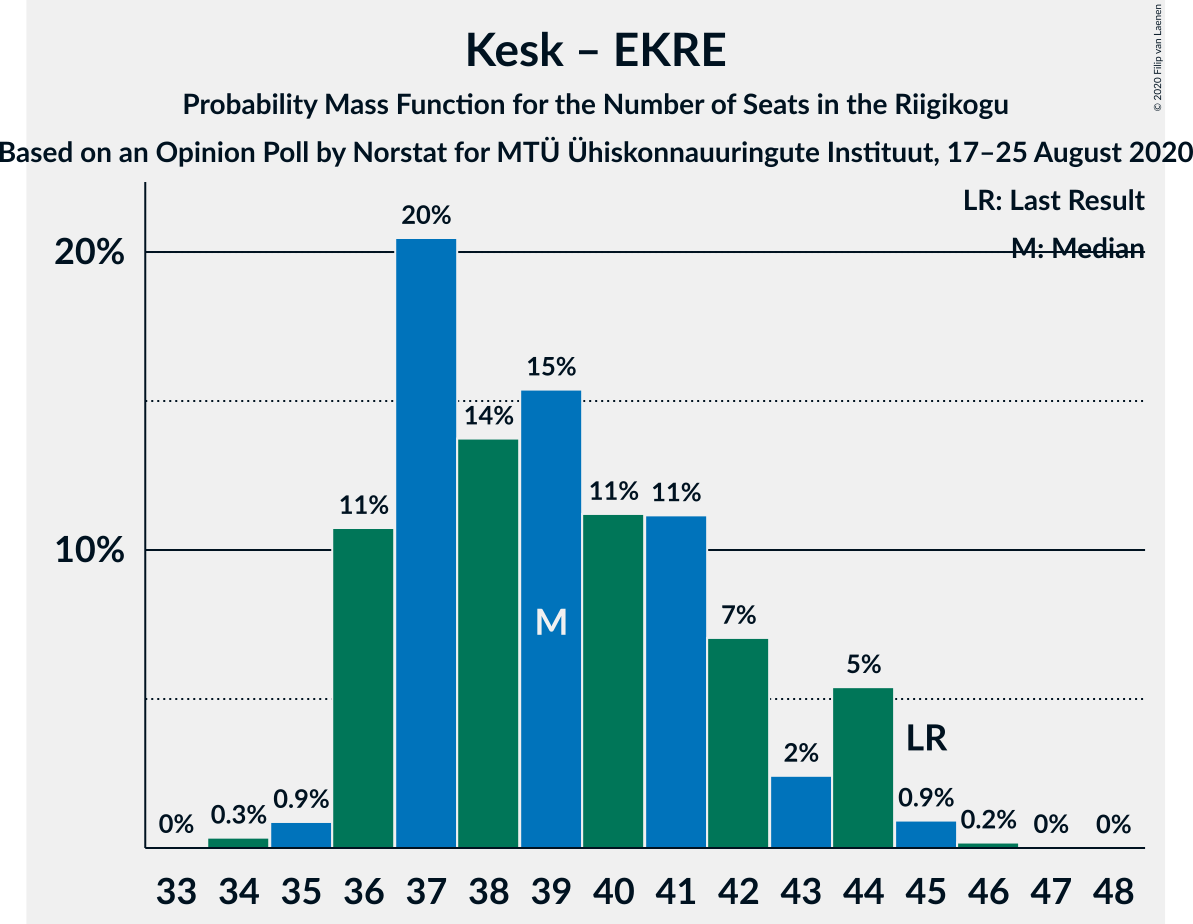 Kesk – EKRE
Probability Mass Function for the Number of Seats in the Riigikogu
Based on an Opinion Poll by Norstat for MTÜ Ühiskonnauuringute Instituut, 17–25 August 2020
© 2020 Filip van Laenen
LR: Last Result
M: Median
20%
10%
0%
0.3%
0.9%
11%
20%
14%
15%
11%
11%
7%
2%
5%
0.9%
0.2%
0%
0%
M
LR
33 34 35 36 37 38 39 40 41 42 43 44 45 46 47 48